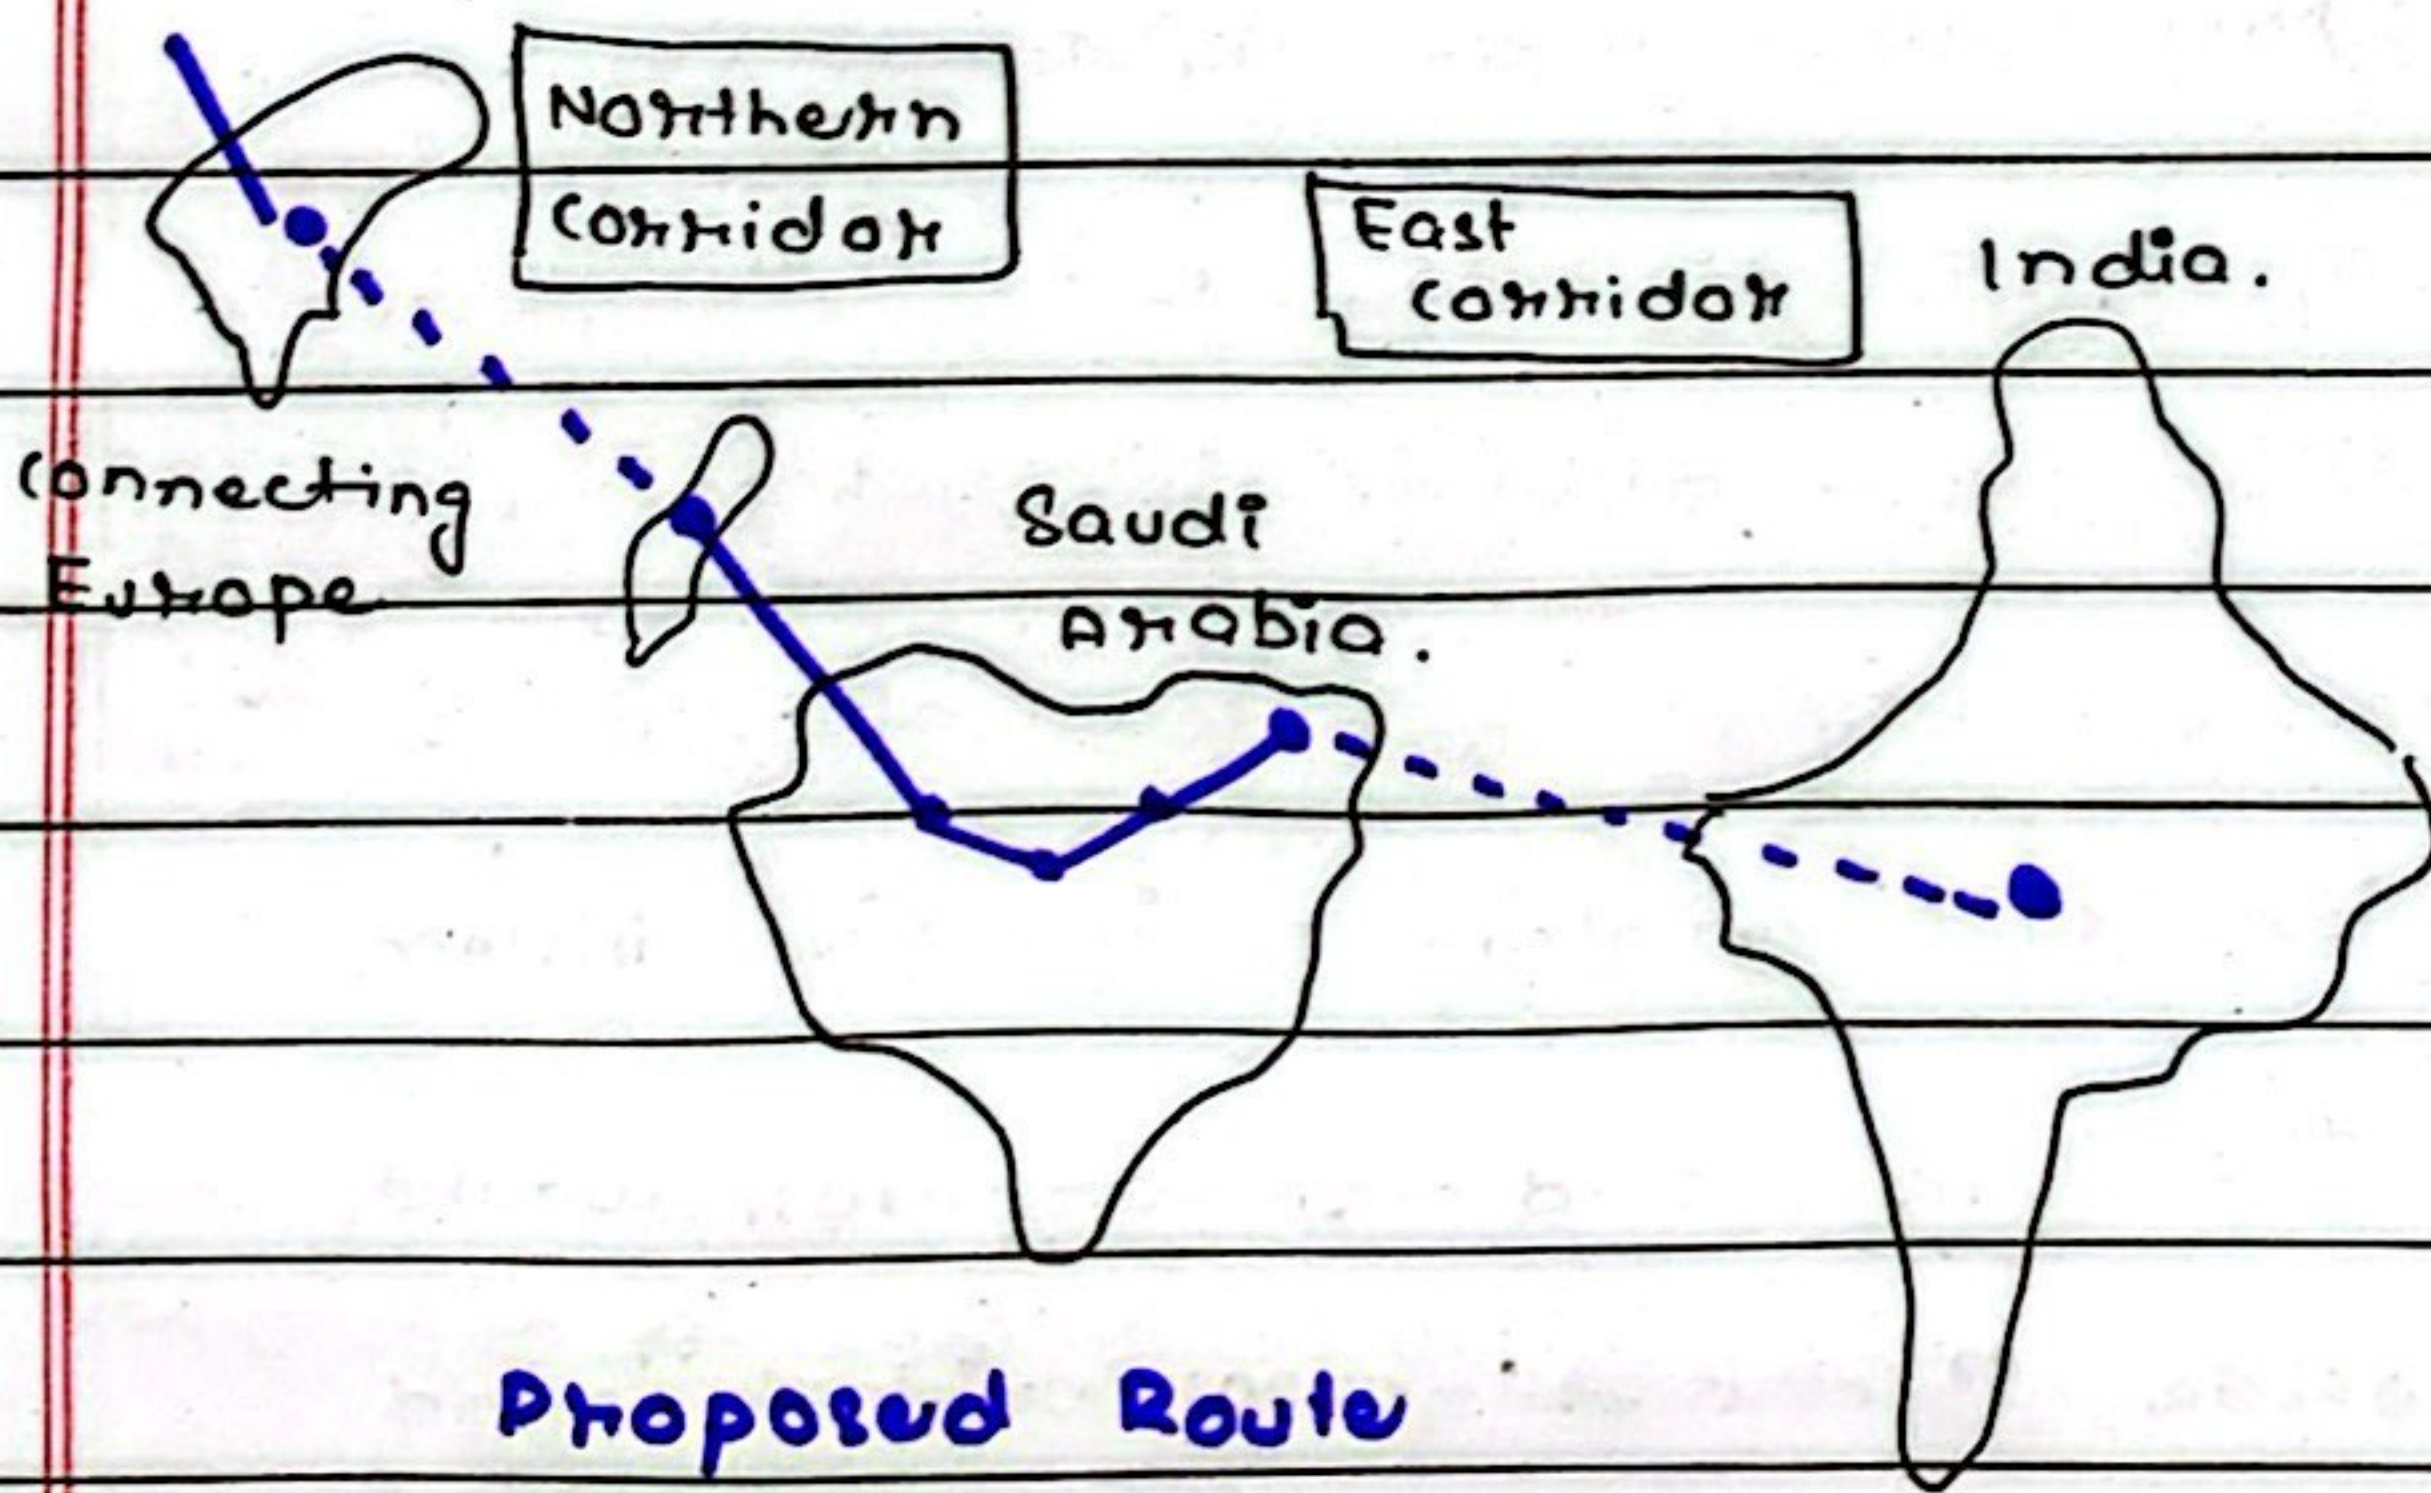 Northern
Corridor
East
Corridor
India.
Connecting
Europe
Saudi
Arabia.
Proposed Route